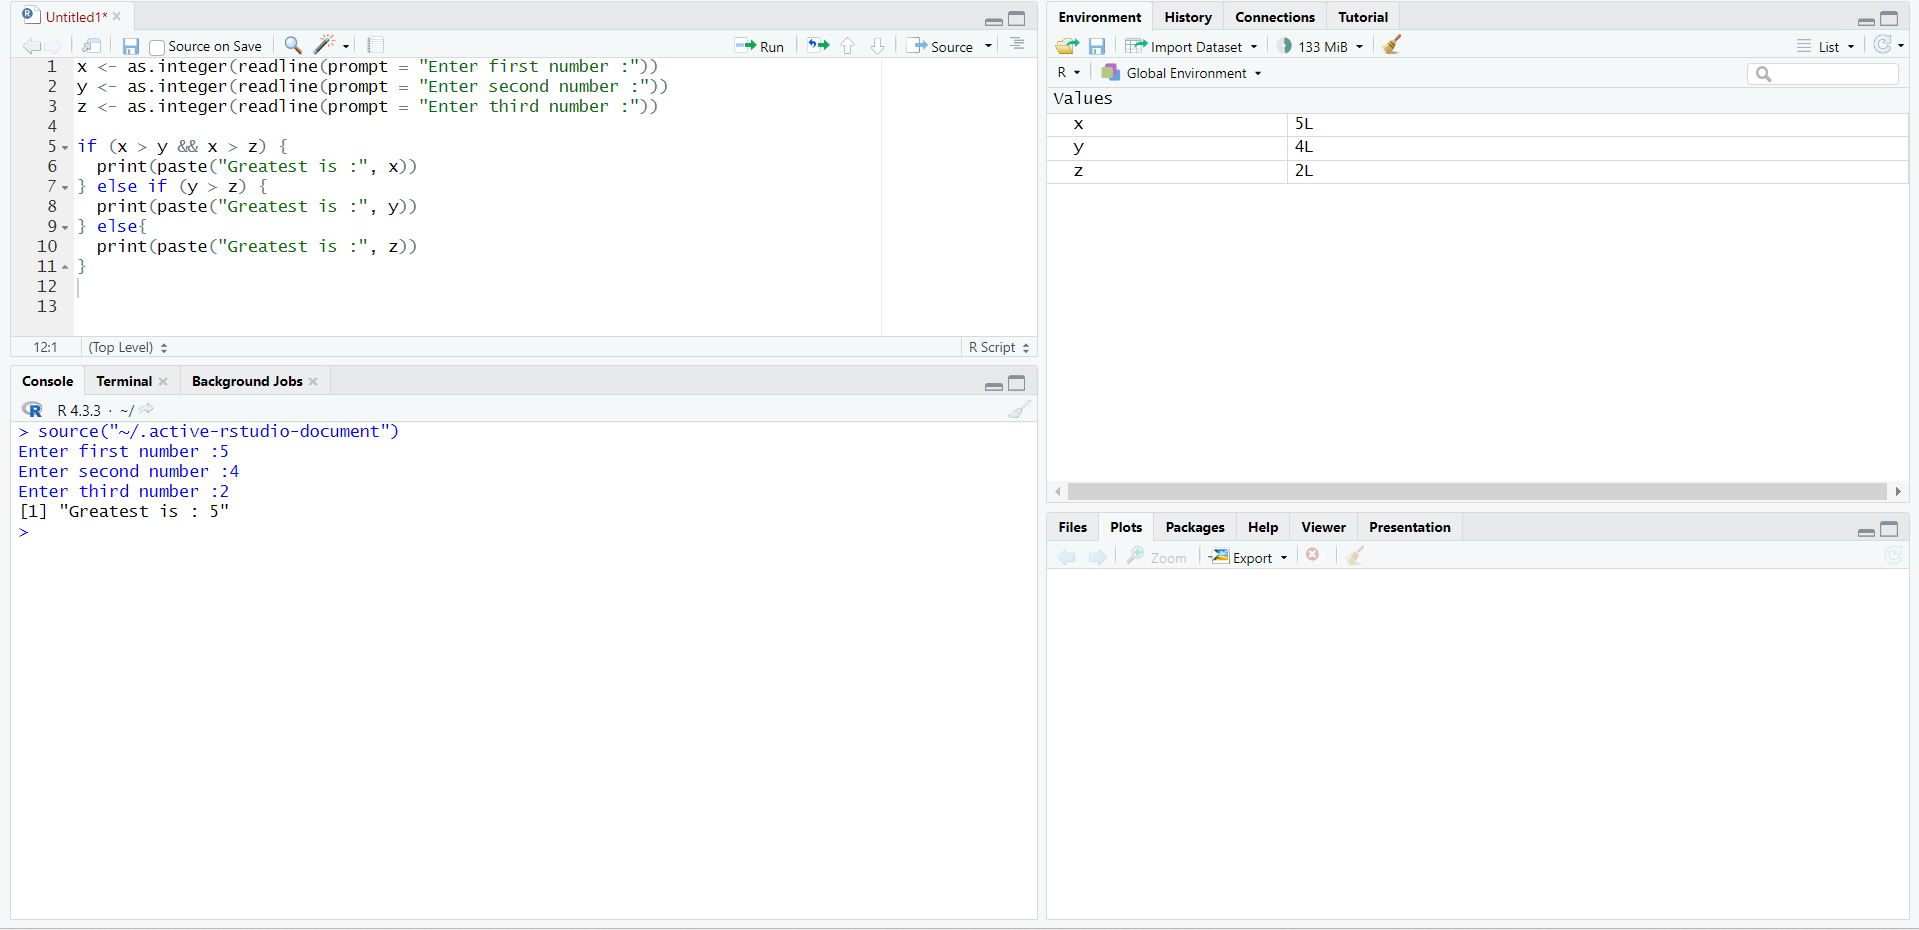 Untitled1*
Source on Save
Run
Source
1 x <- as.integer(readline(prompt = "Enter first number :"))
2 y <- as.integer(readline(prompt = "Enter second number :"))
3 z <- as.integer(readline(prompt = "Enter third number :"))
4
5 if (x > y && x > z) {
6   print(paste("Greatest is :", x))
7 } else if (y > z) {
8   print(paste("Greatest is :", y))
9 } else{
10   print(paste("Greatest is :", z))
11 }
12
13
12:1 (Top Level) R Script
Console Terminal Background Jobs
R R 4.3.3 · ~/
> source("~/.active-rstudio-document")
Enter first number :5
Enter second number :4
Enter third number :2
[1] "Greatest is : 5"
>
Environment History Connections Tutorial
Import Dataset 133 MiB List
R Global Environment
Values
x 5L
y 4L
z 2L
Files Plots Packages Help Viewer Presentation
Zoom Export